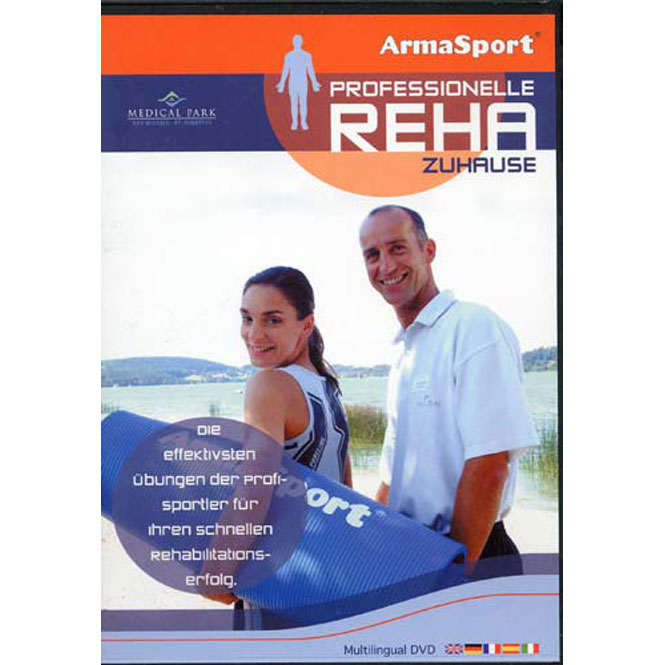 ArmaSport®
PROFESSIONELLE
REHA
ZUHAUSE
MEDICAL PARK
Die
effektivsten
Übungen der Profi-
sportler für
ihren schnellen
Rehabilitations-
erfolg.
Sport®
Multilingual DVD